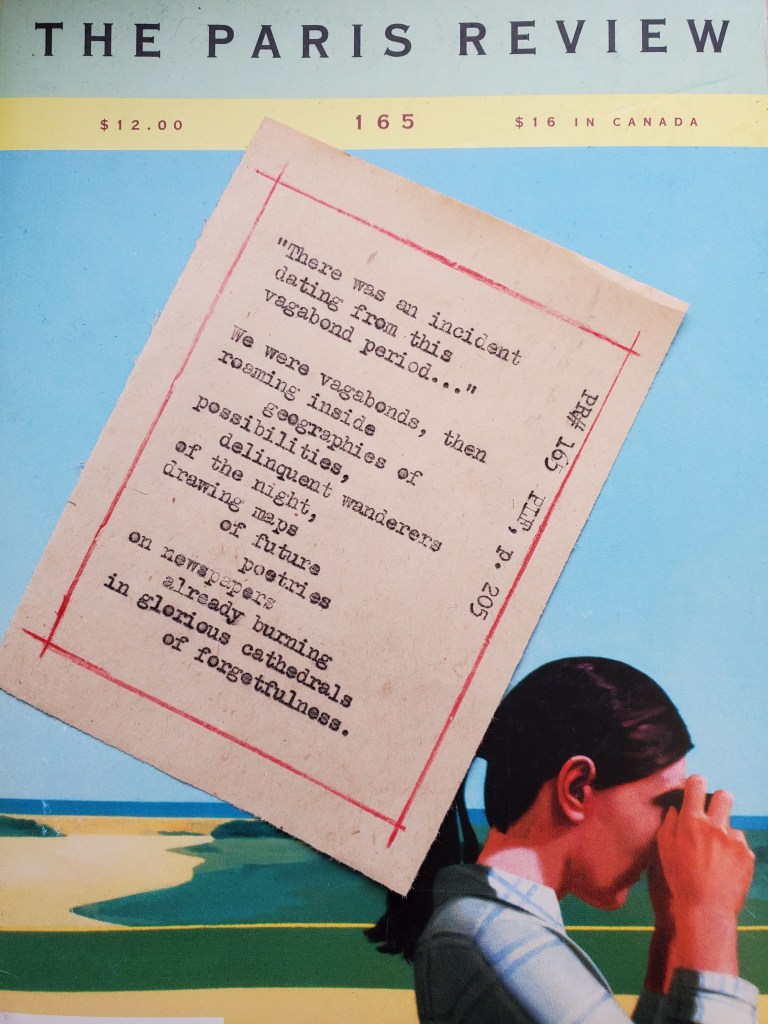 THE PARIS REVIEW
$12.00 165 $16 IN CANADA
"There was an incident
dating from this
vagabond period..."
We were vagabonds, then
roaming inside
geographies of
possibilities,
delinquent wanderers
of the night,
drawing maps
of future
poetries
on newspapers
already burning
in glorious cathedrals
of forgetfulness.
PR# 165 PLF, P. 205